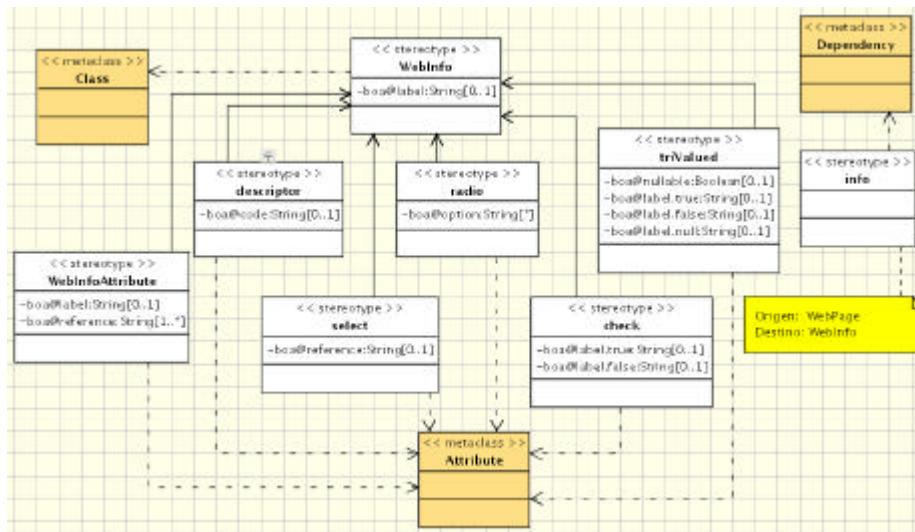 << metaclass >>
Class
<< stereotype >>
WebInfo
-boa@label:String[0..1]
<< metaclass >>
Dependency
<< stereotype >>
descriptor
-boa@code:String[0..1]
<< stereotype >>
radio
-boa@option:String[*]
<< stereotype >>
triValued
-boa@nullable:Boolean[0..1]
-boa@label.true:String[0..1]
-boa@label.false:String[0..1]
-boa@label.null:String[0..1]
<< stereotype >>
info
<< stereotype >>
WebInfoAttribute
-boa@label:String[0..1]
-boa@reference:String[1..*]
<< stereotype >>
select
-boa@reference:String[0..1]
<< stereotype >>
check
-boa@label.true:String[0..1]
-boa@label.false:String[0..1]
Origen: WebPage
Destino: WebInfo
<< metaclass >>
Attribute